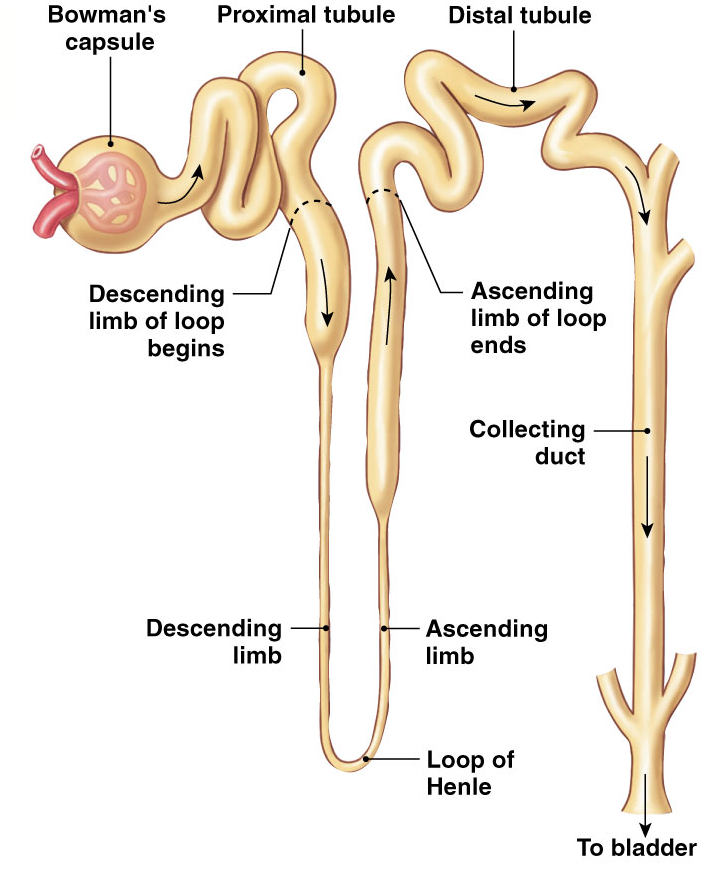 Bowman's
capsule
Proximal tubule
Distal tubule
Descending
limb of loop
begins
Ascending
limb of loop
ends
Collecting
duct
Descending
limb
Ascending
limb
Loop of
Henle
To bladder